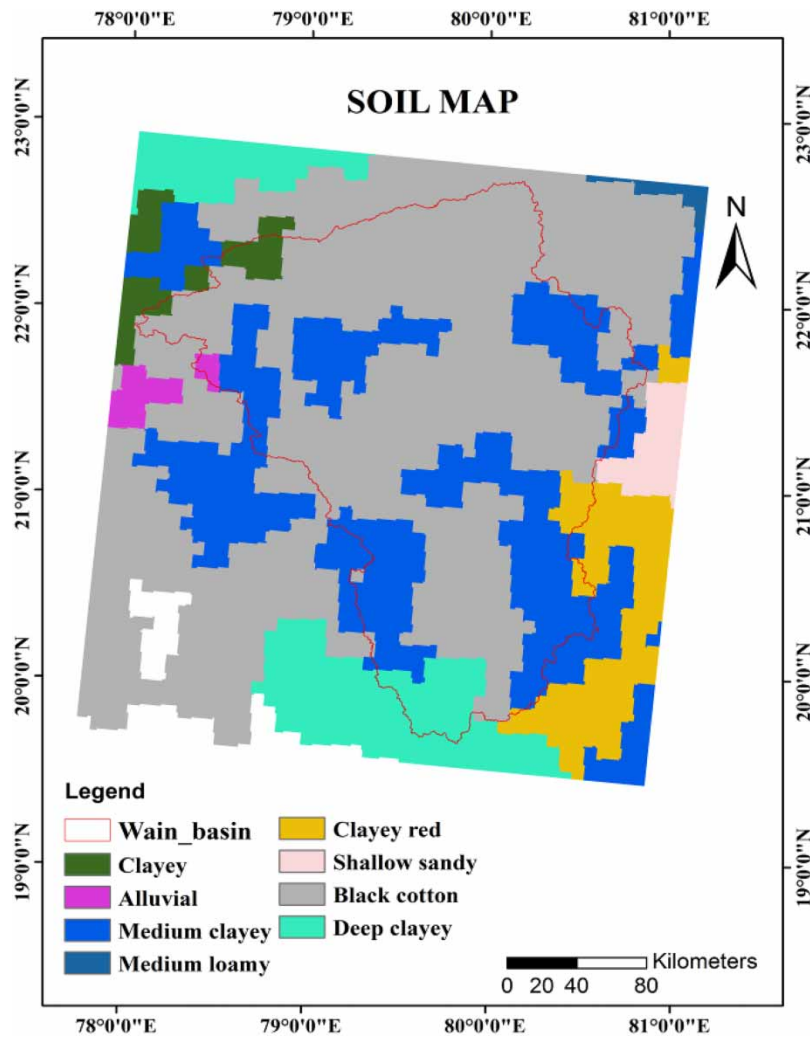 78°0'0"E 79°0'0"E 80°0'0"E 81°0'0"E
SOIL MAP
N
23°0'0"N 23°0'0"N
22°0'0"N 22°0'0"N
21°0'0"N 21°0'0"N
20°0'0"N 20°0'0"N
19°0'0"N 19°0'0"N
Legend
Wain_basin
Clayey
Alluvial
Medium clayey
Medium loamy
Clayey red
Shallow sandy
Black cotton
Deep clayey
Kilometers
0 20 40 80
78°0'0"E 79°0'0"E 80°0'0"E 81°0'0"E